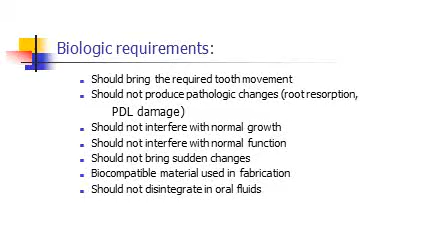 Biologic requirements:
Should bring the required tooth movement
Should not produce pathologic changes (root resorption,
PDL damage)
Should not interfere with normal growth
Should not interfere with normal function
Should not bring sudden changes
Biocompatible material used in fabrication
Should not disintegrate in oral fluids